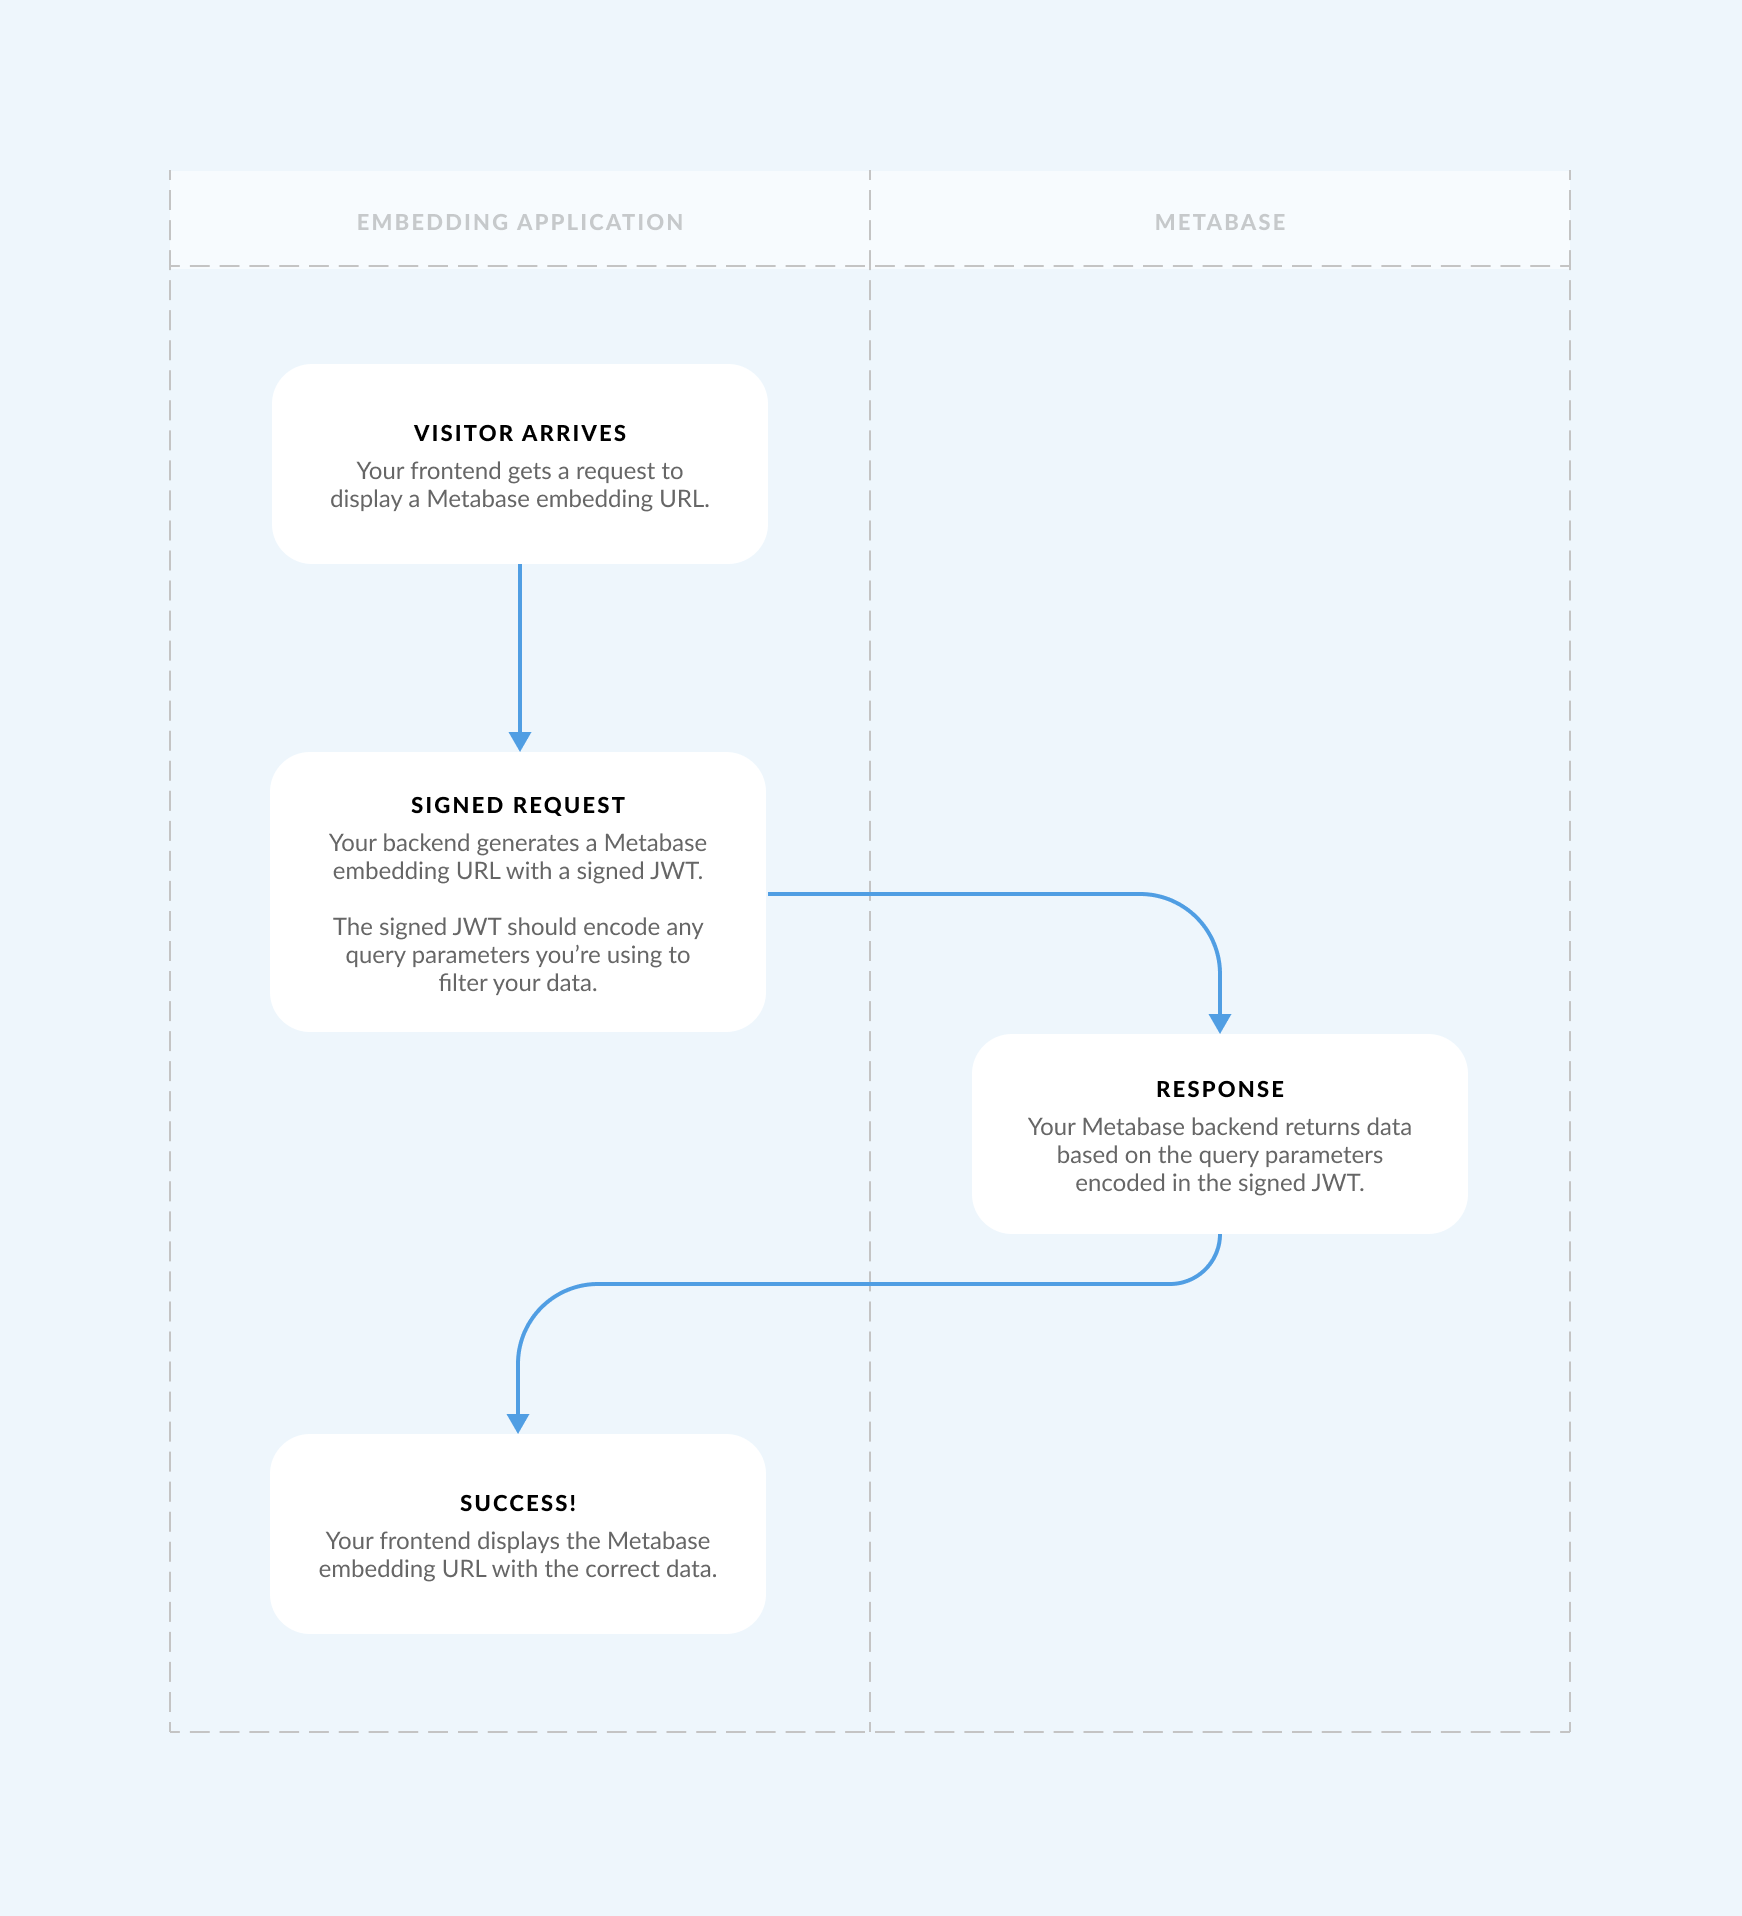 EMBEDDING APPLICATION
METABASE
VISITOR ARRIVES
Your frontend gets a request to
display a Metabase embedding URL.
SIGNED REQUEST
Your backend generates a Metabase
embedding URL with a signed JWT.
The signed JWT should encode any
query parameters you’re using to
filter your data.
RESPONSE
Your Metabase backend returns data
based on the query parameters
encoded in the signed JWT.
SUCCESS!
Your frontend displays the Metabase
embedding URL with the correct data.